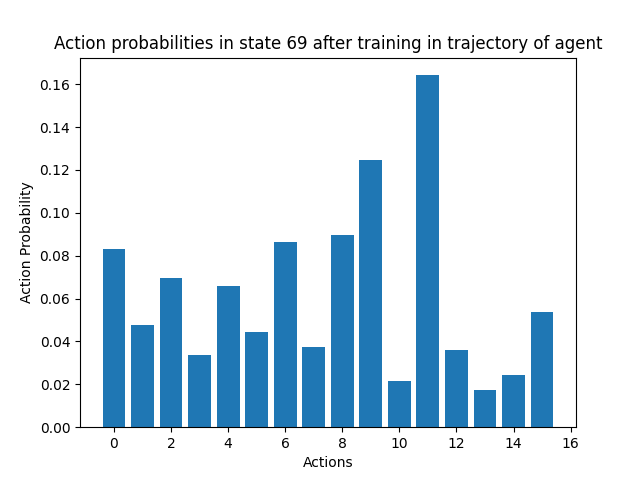 Action probabilities in state 69 after training in trajectory of agent
0.16
0.14
0.12
0.10
0.08
0.06
0.04
0.02
0.00
Action Probability
0 2 4 6 8 10 12 14 16
Actions